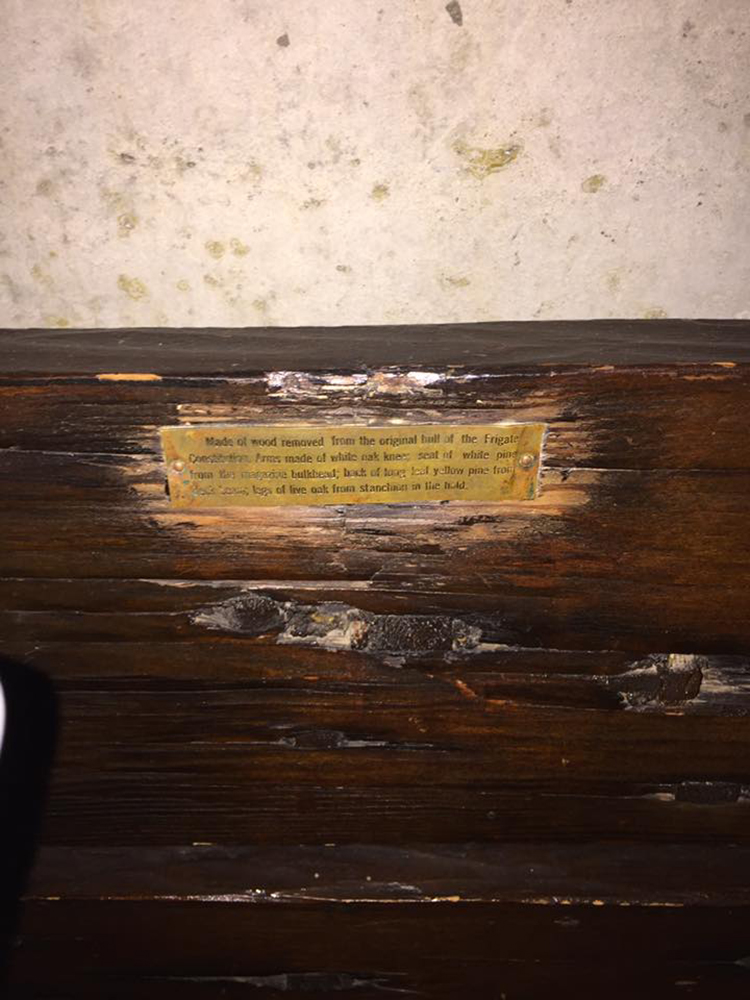 Made of wood removed from the original hull of the Frigate
Constitution. Arms made of white oak knee; seat of white pine
from the magazine bulkhead; back of long leaf yellow pine from
legs of live oak from stanchion in the hold.